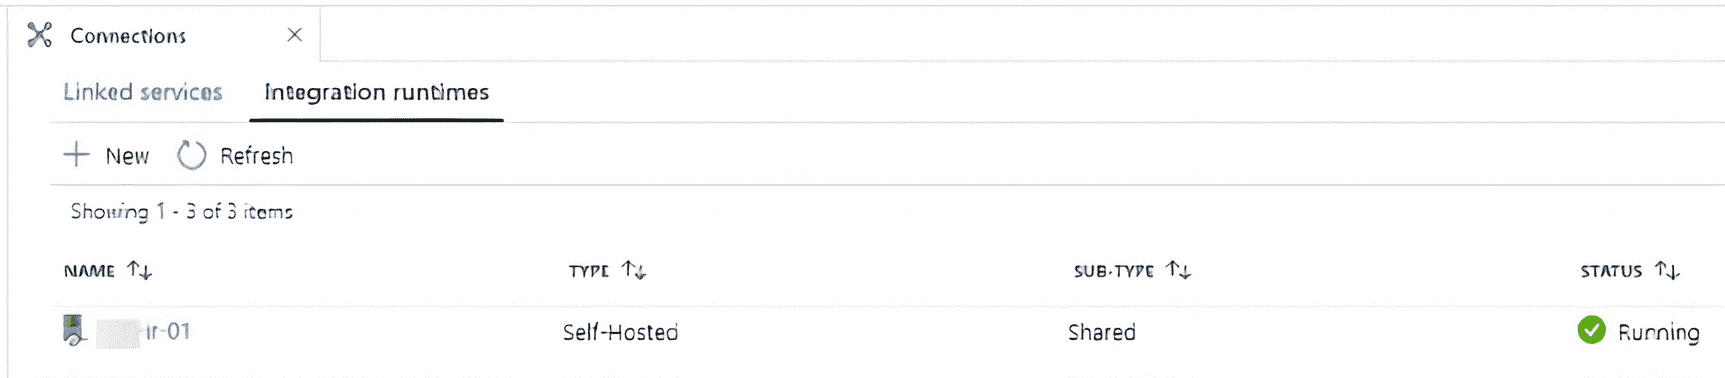 Connections
Linked services Integration runtimes
New Refresh
Showing 1 - 3 of 3 items
NAME TYPE SUB-TYPE STATUS
-ir-01 Self-Hosted Shared Running